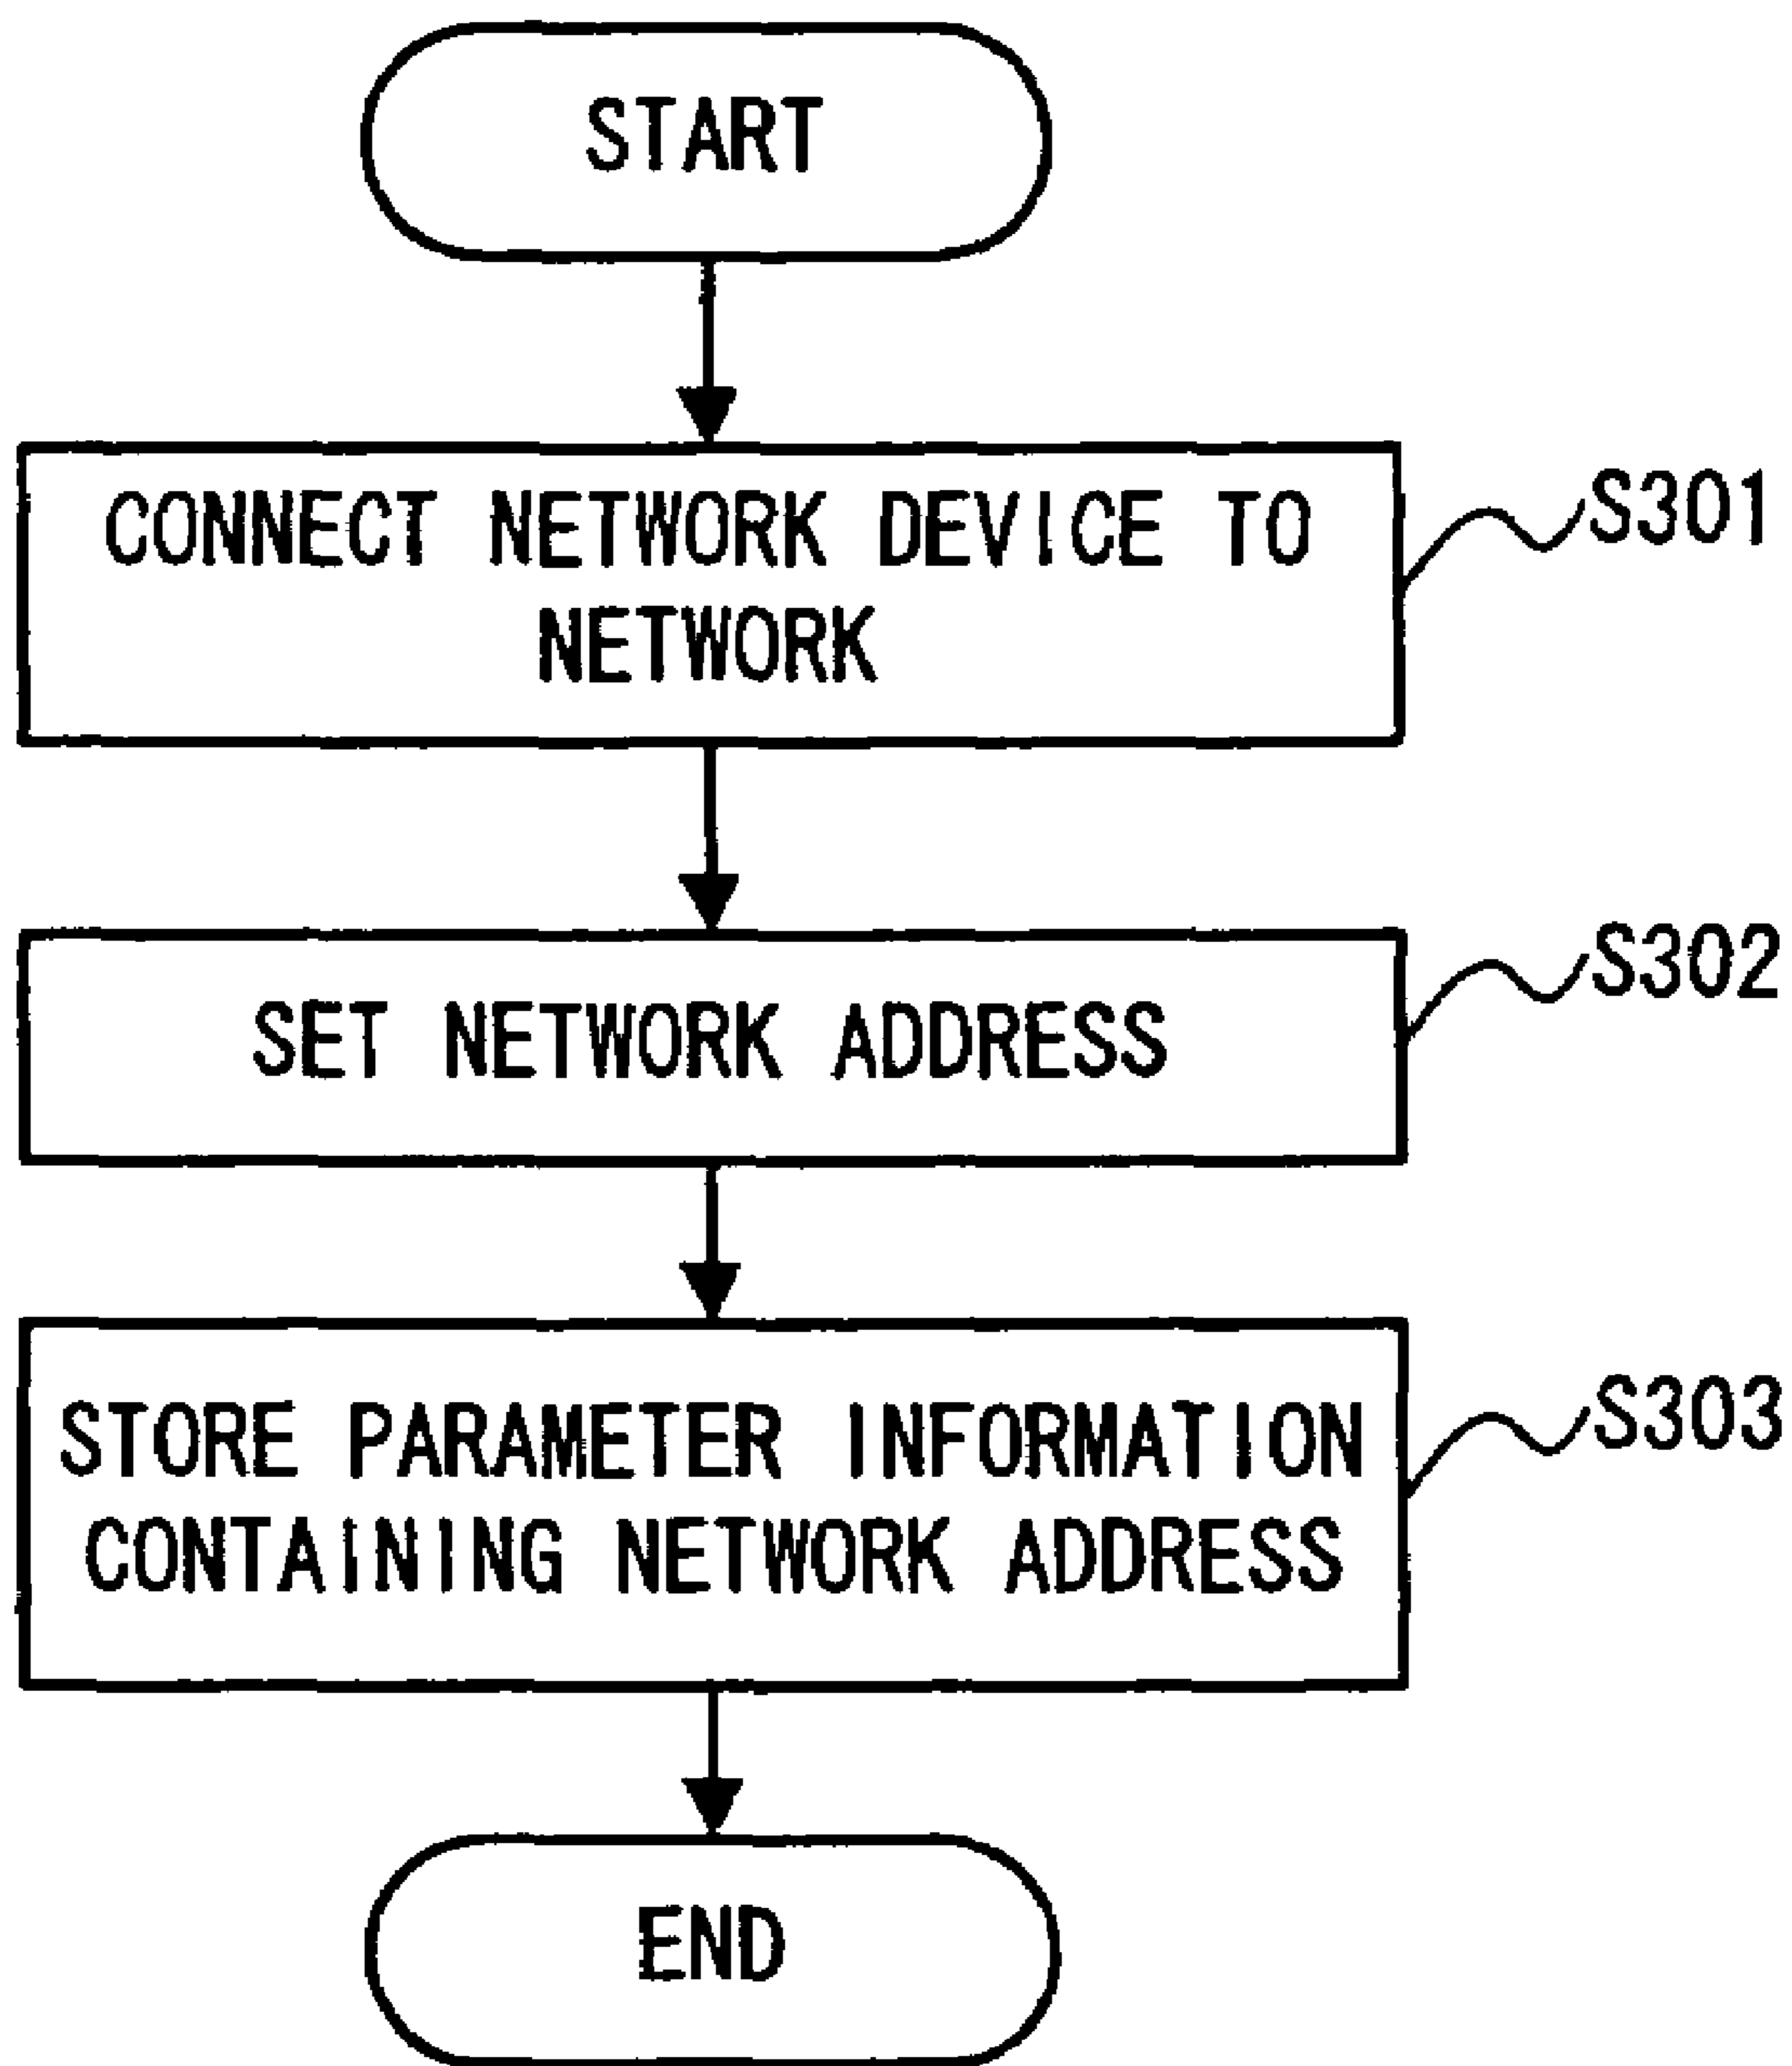 START
CONNECT NETWORK DEVICE TO
NETWORK
S301
SET NETWORK ADDRESS
S302
STORE PARAMETER INFORMATION
CONTAINING NETWORK ADDRESS
S303
END